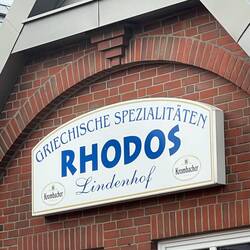 GRIECHISCHE SPEZIALITÄTEN
RHODOS
Lindenhof
Krombacher
Krombacher